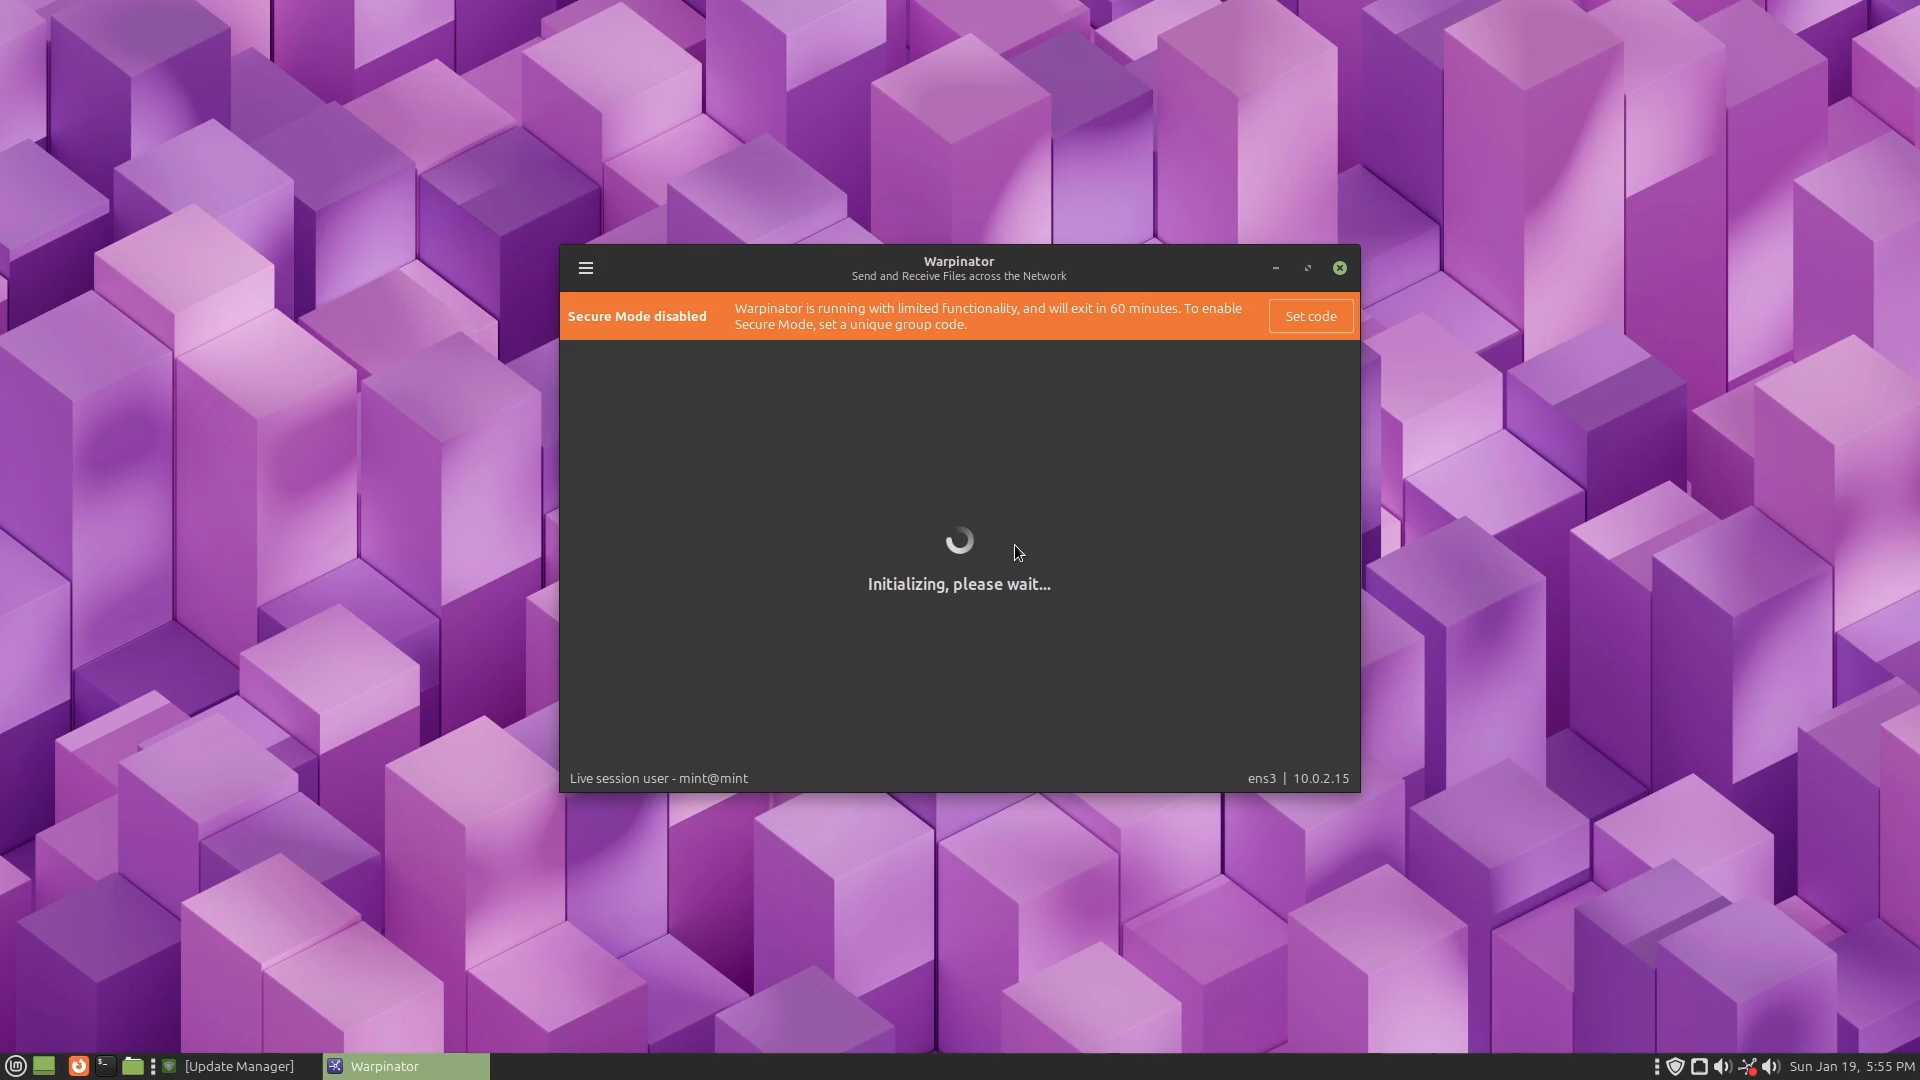 Warpinator
Send and Receive Files across the Network
Secure Mode disabled
Warpinator is running with limited functionality, and will exit in 60 minutes. To enable
Secure Mode, set a unique group code.
Set code
Initializing, please wait...
Live session user - mint@mint
ens3 | 10.0.2.15
[Update Manager]
Warpinator
Sun Jan 19, 5:55 PM